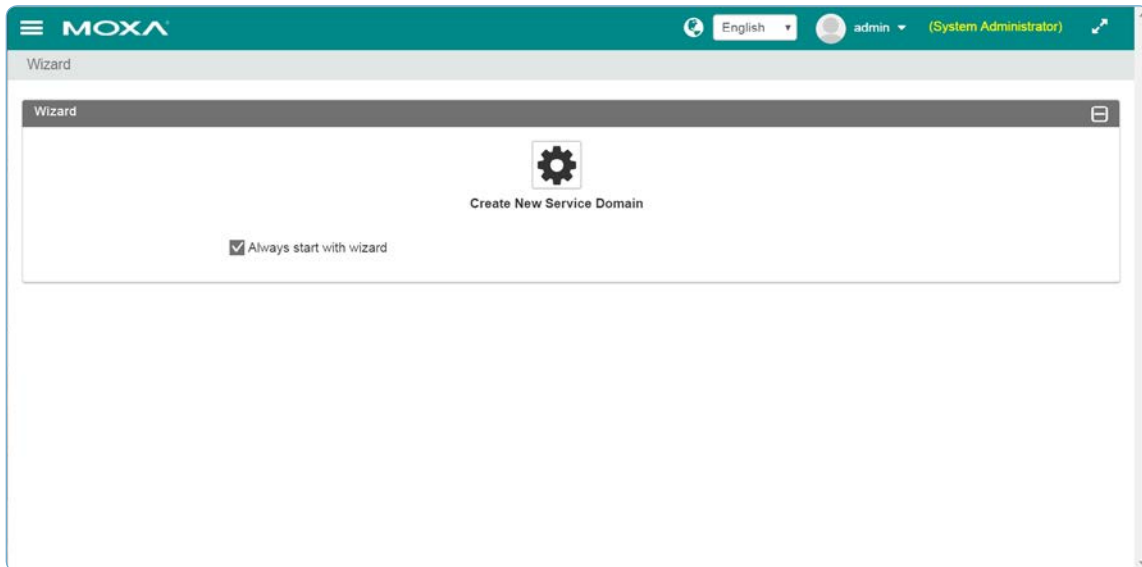 MOXA
English
admin
(System Administrator)
Wizard
Wizard
Create New Service Domain
Always start with wizard